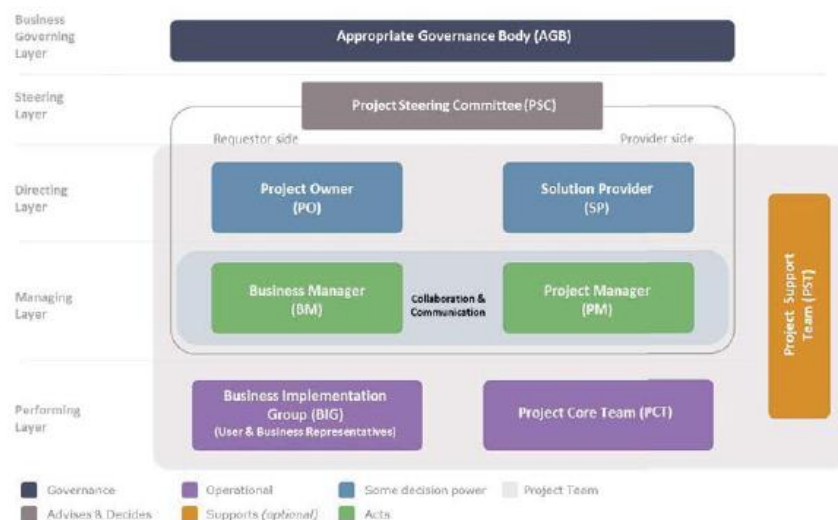 Business
Governing
Layer
Appropriate Governance Body (AGB)
Steering
Layer
Project Steering Committee (PSC)
Requestor side
Provider side
Directing
Layer
Project Owner
(PO)
Solution Provider
(SP)
Managing
Layer
Business Manager
(BM)
Collaboration &
Communication
Project Manager
(PM)
Project Support
Team (PST)
Performing
Layer
Business Implementation
Group (BIG)
(User & Business Representatives)
Project Core Team (PCT)
Governance
Operational
Some decision power
Project Team
Advises & Decides
Supports (optional)
Acts